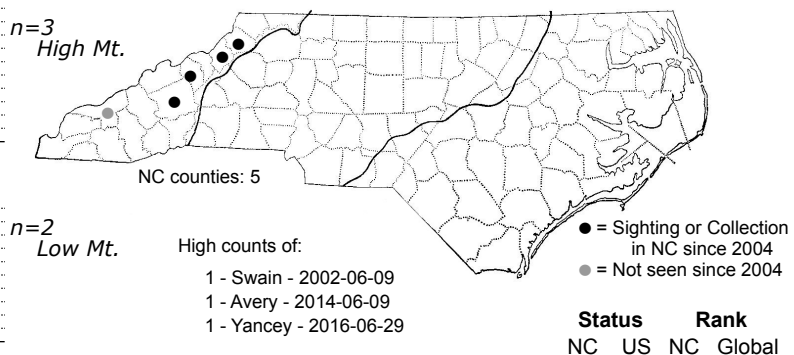 n=3
High Mt.
NC counties: 5
n=2
Low Mt.
High counts of:
1 - Swain - 2002-06-09
1 - Avery - 2014-06-09
1 - Yancey - 2016-06-29
● = Sighting or Collection
in NC since 2004
● = Not seen since 2004
Status Rank
NC US NC Global